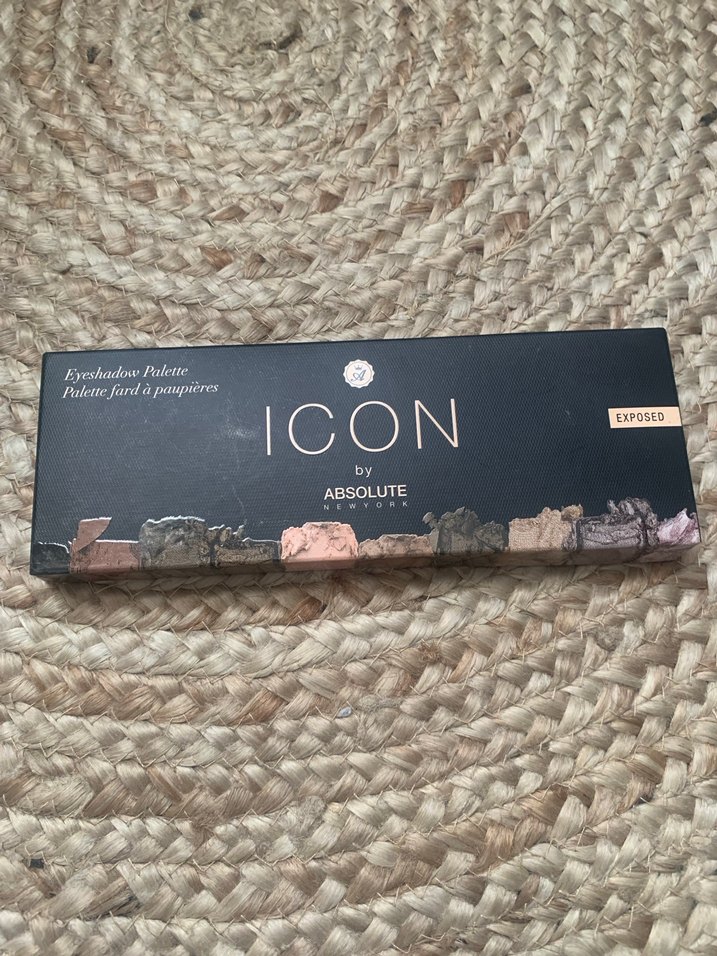 Eyeshadow Palette
Palette fard à paupières
A
ICON
by
ABSOLUTE
NEW YORK
EXPOSED